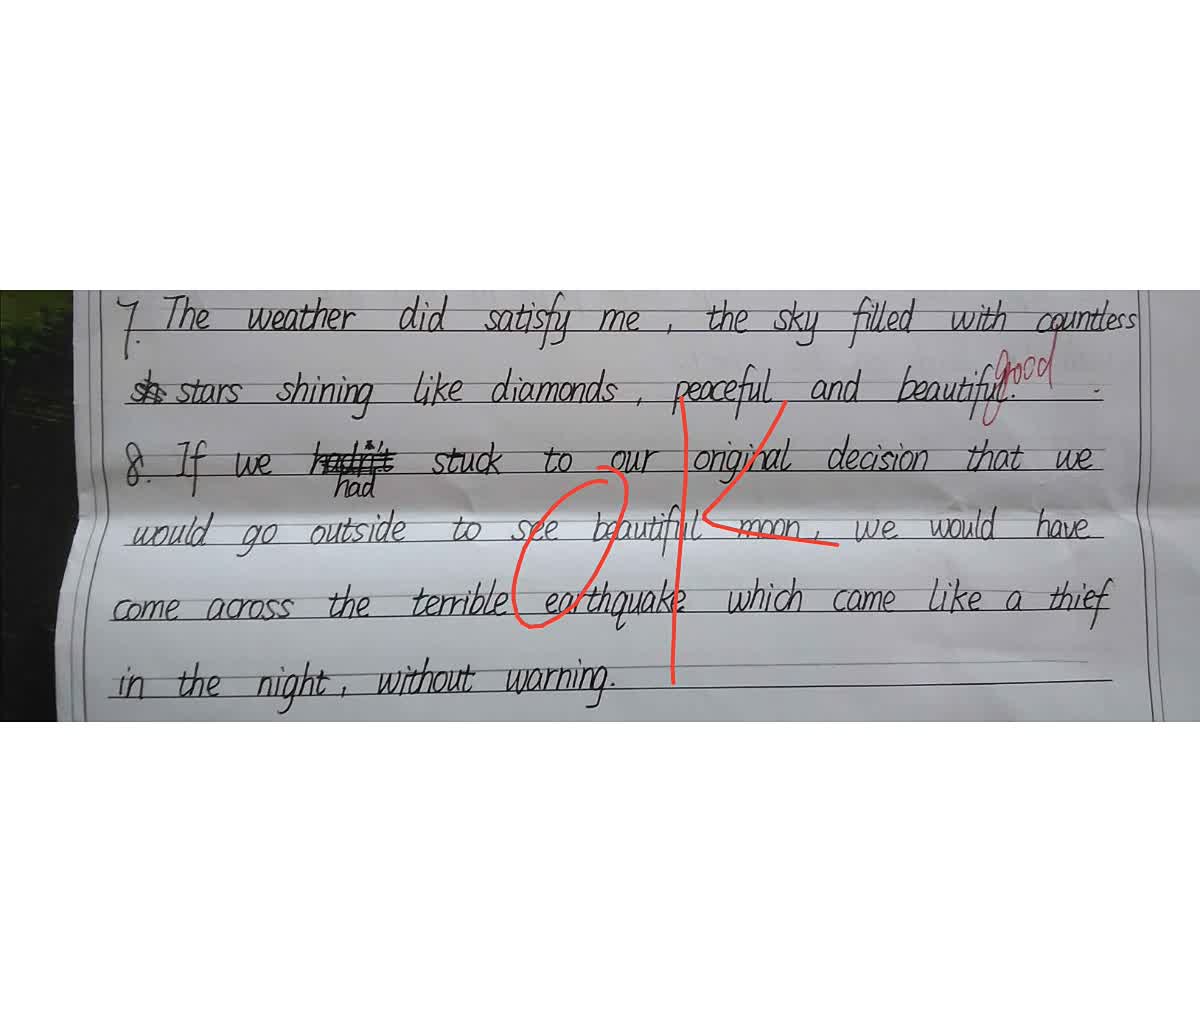 7. The weather did satisfy me, the sky filled with countless
stars shining like diamonds, peaceful and beautiful.
good
8. If we had stuck to our original decision that we
would go outside to see beautiful moon, we would have
come across the terrible earthquake which came like a thief
in the night, without warning.
OK